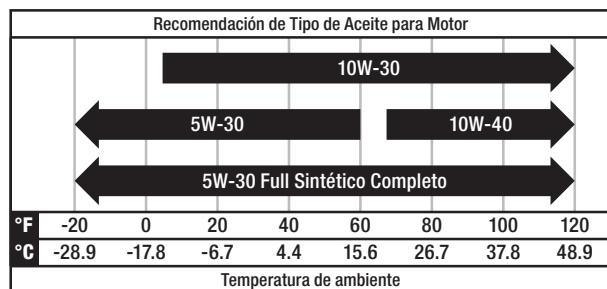 Recomendación de Tipo de Aceite para Motor
10W-30
5W-30 10W-40
5W-30 Full Sintético Completo
°F -20 0 20 40 60 80 100 120
°C -28.9 -17.8 -6.7 4.4 15.6 26.7 37.8 48.9
Temperatura de ambiente